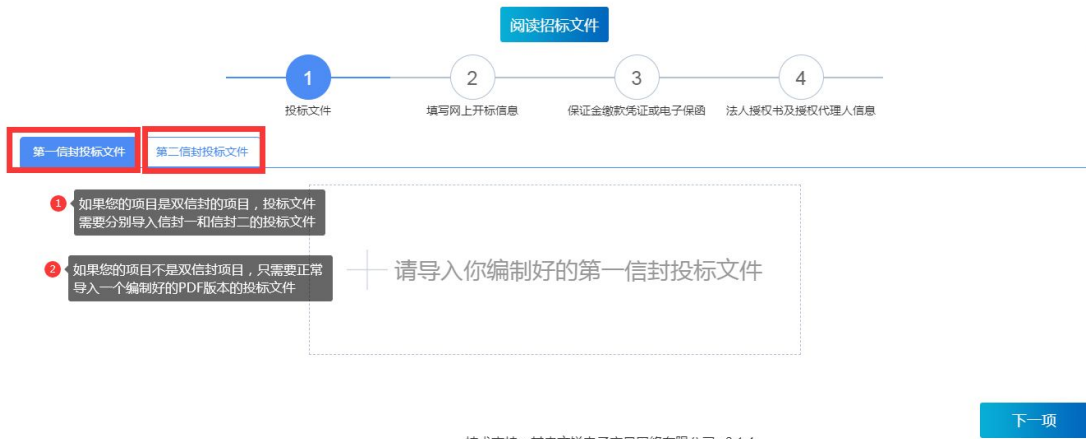 阅读招标文件
1
2
3
4
投标文件
填写网上开标信息
保证金缴款凭证或电子保函
法人授权书及授权代理人信息
第一信封投标文件
第二信封投标文件
1 如果您的项目是双信封的项目，投标文件
需要分别导入信封一和信封二的投标文件
2 如果您的项目不是双信封项目，只需要正常
导入一个编制好的PDF版本的投标文件
请导入你编制好的第一信封投标文件
下一项